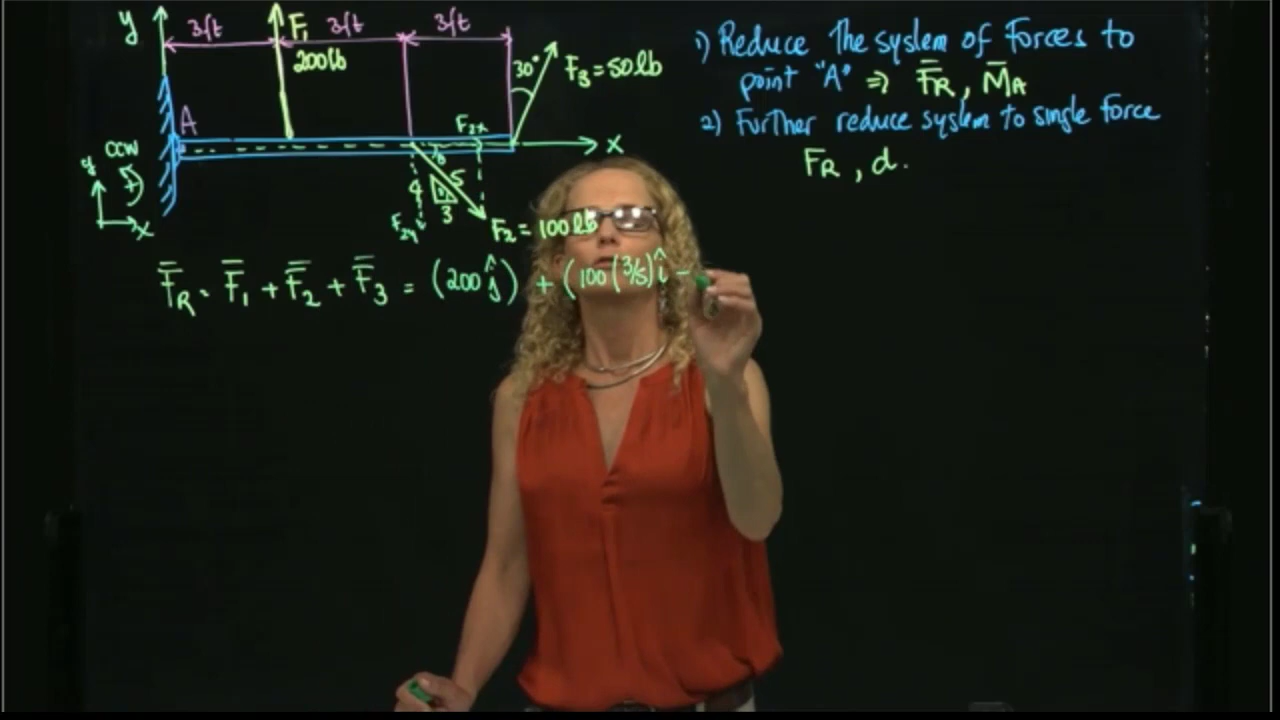 y
3ft 3ft 3ft
F₁
200lb
30°
F₃ = 50lb
A
F₂ₓ
x
CCW
+
y
x
4 5
3
F₂y
F₂ = 100lb
1) Reduce The system of Forces to
point "A" ⇒ F̄R, M̄A
2) Further reduce system to single force
FR, d.
F̄R = F̄₁ + F̄₂ + F̄₃ = (200 ĵ) + (100(3/5) î −